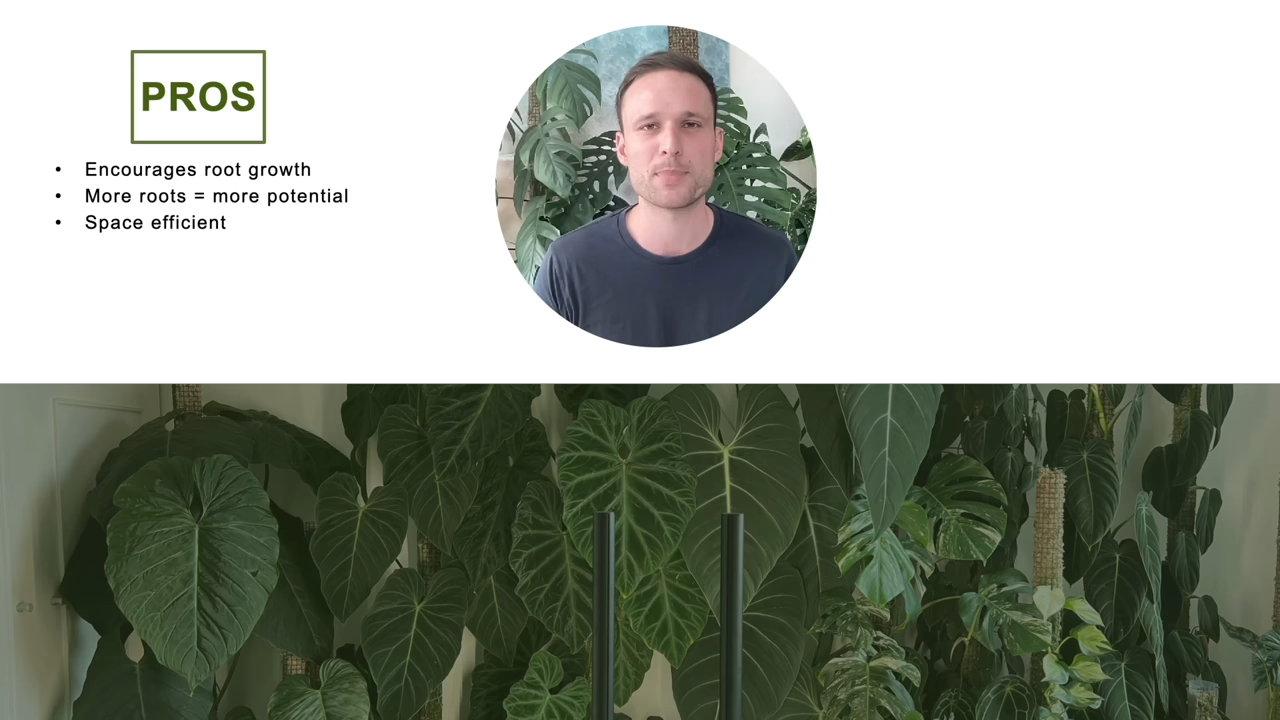 PROS
• Encourages root growth
• More roots = more potential
• Space efficient